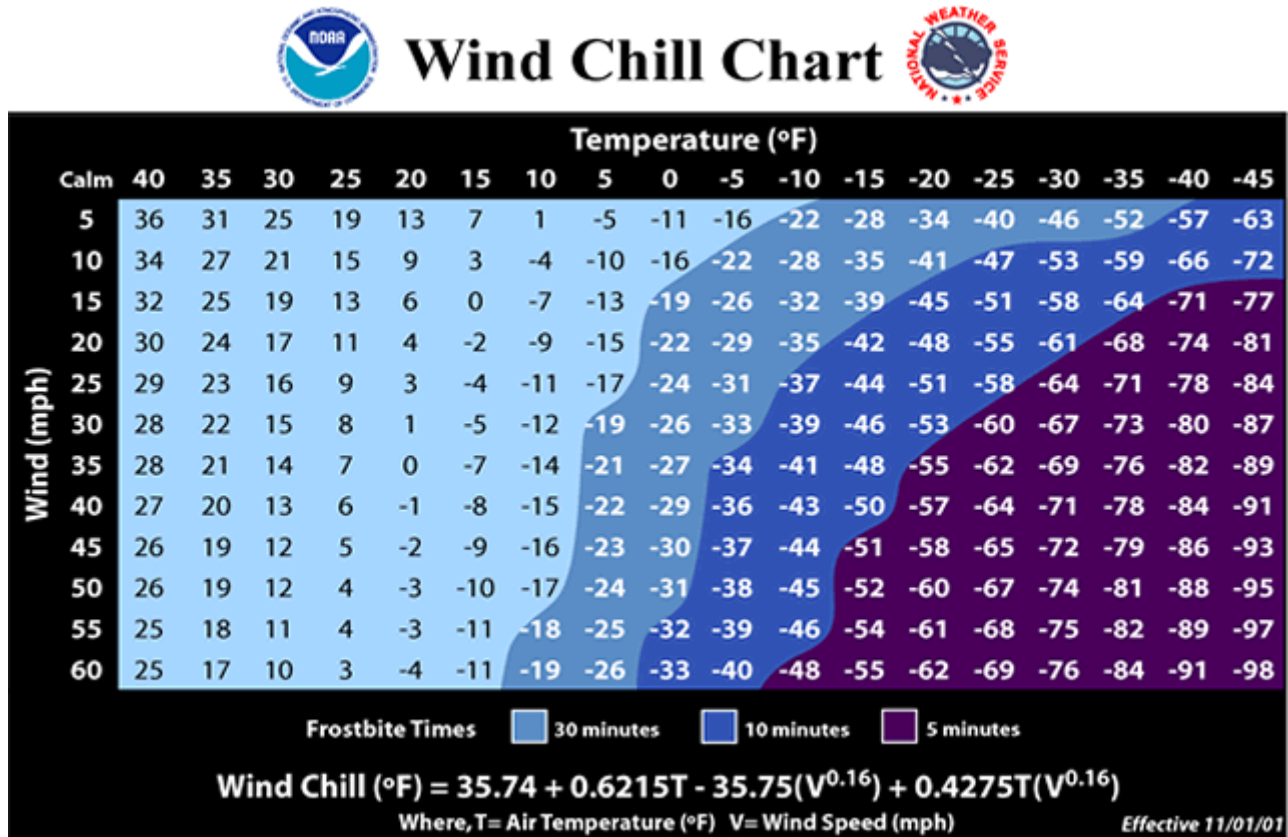 NOAA
NATIONAL OCEANIC AND ATMOSPHERIC ADMINISTRATION
U.S. DEPARTMENT OF COMMERCE
Wind Chill Chart
NATIONAL WEATHER SERVICE
Temperature (ºF)
Calm 40 35 30 25 20 15 10 5 0 -5 -10 -15 -20 -25 -30 -35 -40 -45
Wind (mph)
5 36 31 25 19 13 7 1 -5 -11 -16 -22 -28 -34 -40 -46 -52 -57 -63
10 34 27 21 15 9 3 -4 -10 -16 -22 -28 -35 -41 -47 -53 -59 -66 -72
15 32 25 19 13 6 0 -7 -13 -19 -26 -32 -39 -45 -51 -58 -64 -71 -77
20 30 24 17 11 4 -2 -9 -15 -22 -29 -35 -42 -48 -55 -61 -68 -74 -81
25 29 23 16 9 3 -4 -11 -17 -24 -31 -37 -44 -51 -58 -64 -71 -78 -84
30 28 22 15 8 1 -5 -12 -19 -26 -33 -39 -46 -53 -60 -67 -73 -80 -87
35 28 21 14 7 0 -7 -14 -21 -27 -34 -41 -48 -55 -62 -69 -76 -82 -89
40 27 20 13 6 -1 -8 -15 -22 -29 -36 -43 -50 -57 -64 -71 -78 -84 -91
45 26 19 12 5 -2 -9 -16 -23 -30 -37 -44 -51 -58 -65 -72 -79 -86 -93
50 26 19 12 4 -3 -10 -17 -24 -31 -38 -45 -52 -60 -67 -74 -81 -88 -95
55 25 18 11 4 -3 -11 -18 -25 -32 -39 -46 -54 -61 -68 -75 -82 -89 -97
60 25 17 10 3 -4 -11 -19 -26 -33 -40 -48 -55 -62 -69 -76 -84 -91 -98
Frostbite Times 30 minutes 10 minutes 5 minutes
Wind Chill (ºF) = 35.74 + 0.6215T - 35.75(V^0.16) + 0.4275T(V^0.16)
Where, T= Air Temperature (ºF) V= Wind Speed (mph) Effective 11/01/01